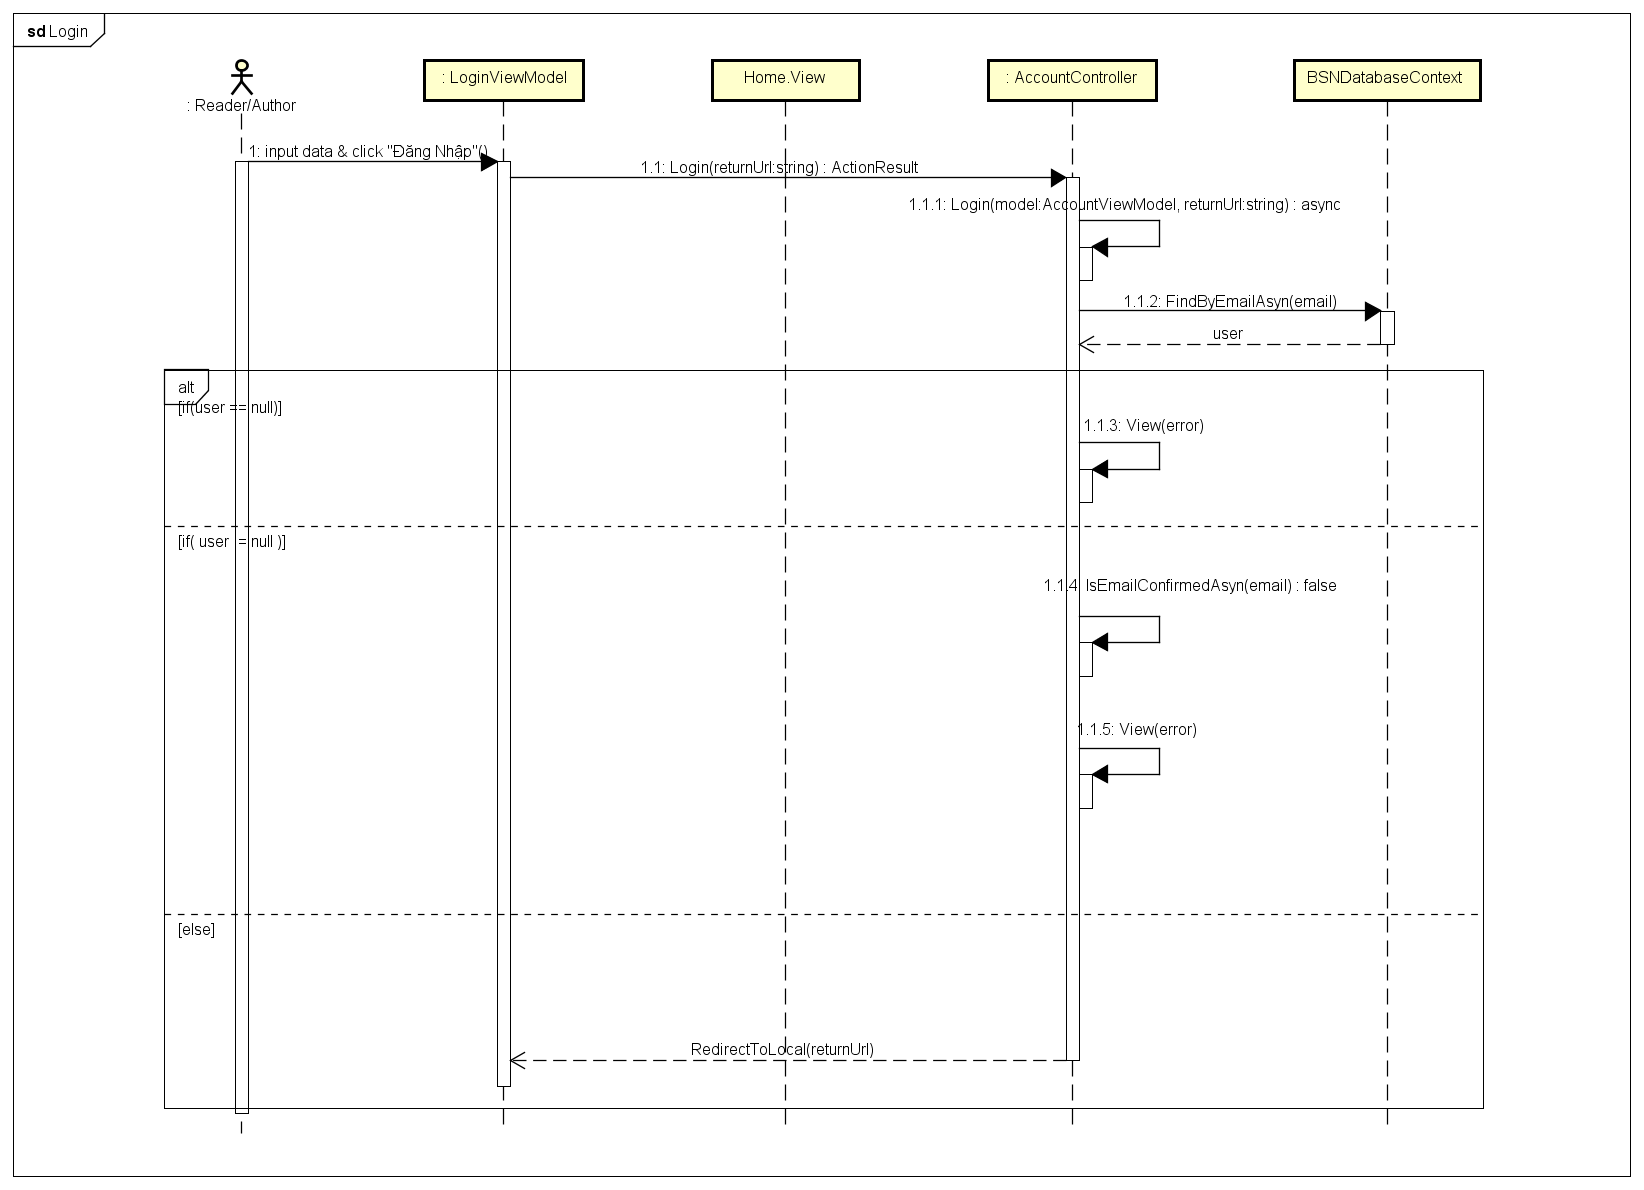 sd Login
: Reader/Author
: LoginViewModel
Home.View
: AccountController
BSNDatabaseContext
1: input data & click "Đăng Nhập"()
1.1: Login(returnUrl:string) : ActionResult
1.1.1: Login(model:AccountViewModel, returnUrl:string) : async
1.1.2: FindByEmailAsyn(email)
user
alt
[if(user == null)]
1.1.3: View(error)
[if( user != null )]
1.1.4: IsEmailConfirmedAsyn(email) : false
1.1.5: View(error)
[else]
RedirectToLocal(returnUrl)